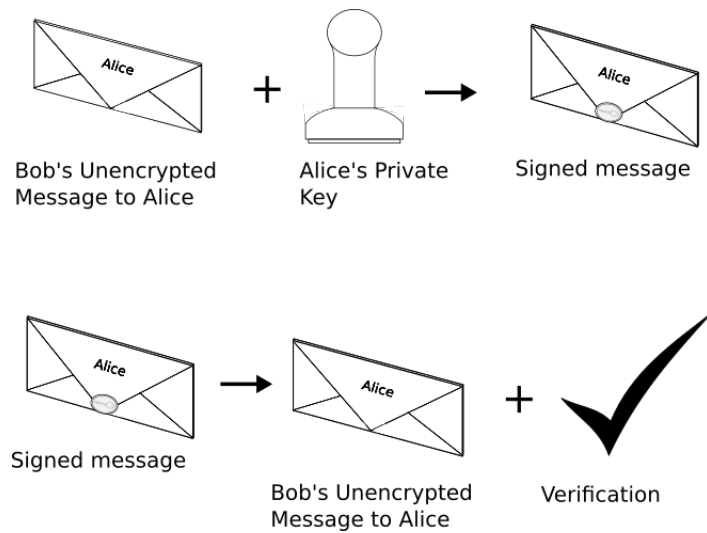 Alice
Alice
Bob's Unencrypted
Message to Alice
Alice's Private
Key
Signed message
Alice
Alice
Signed message
Bob's Unencrypted
Message to Alice
Verification